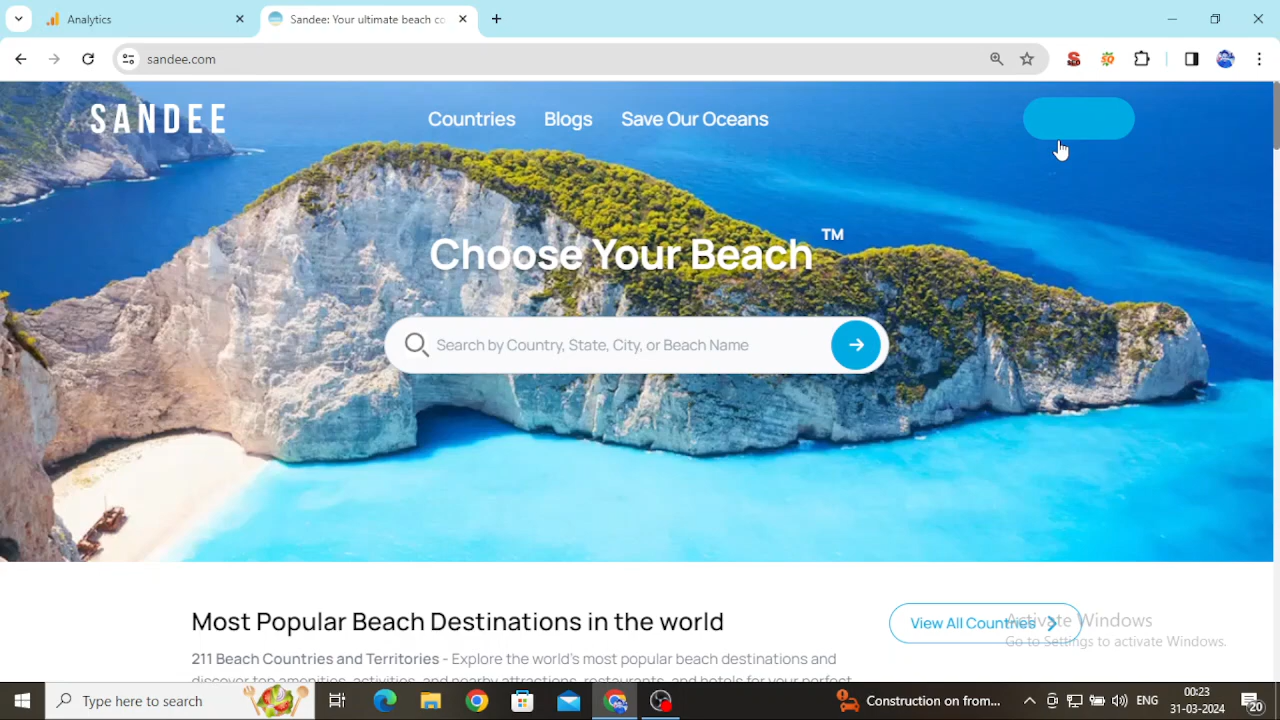 Analytics
Sandee: Your ultimate beach co
sandee.com
SANDEE
Countries Blogs Save Our Oceans
Choose Your Beach ™
Search by Country, State, City, or Beach Name
Most Popular Beach Destinations in the world
View All Countries
Activate Windows
Go to Settings to activate Windows.
211 Beach Countries and Territories - Explore the world's most popular beach destinations and
discover top amenities, activities, and nearby attractions, restaurants, and hotels for your perfect
Type here to search
Construction on from...
ENG
00:23
31-03-2024
20